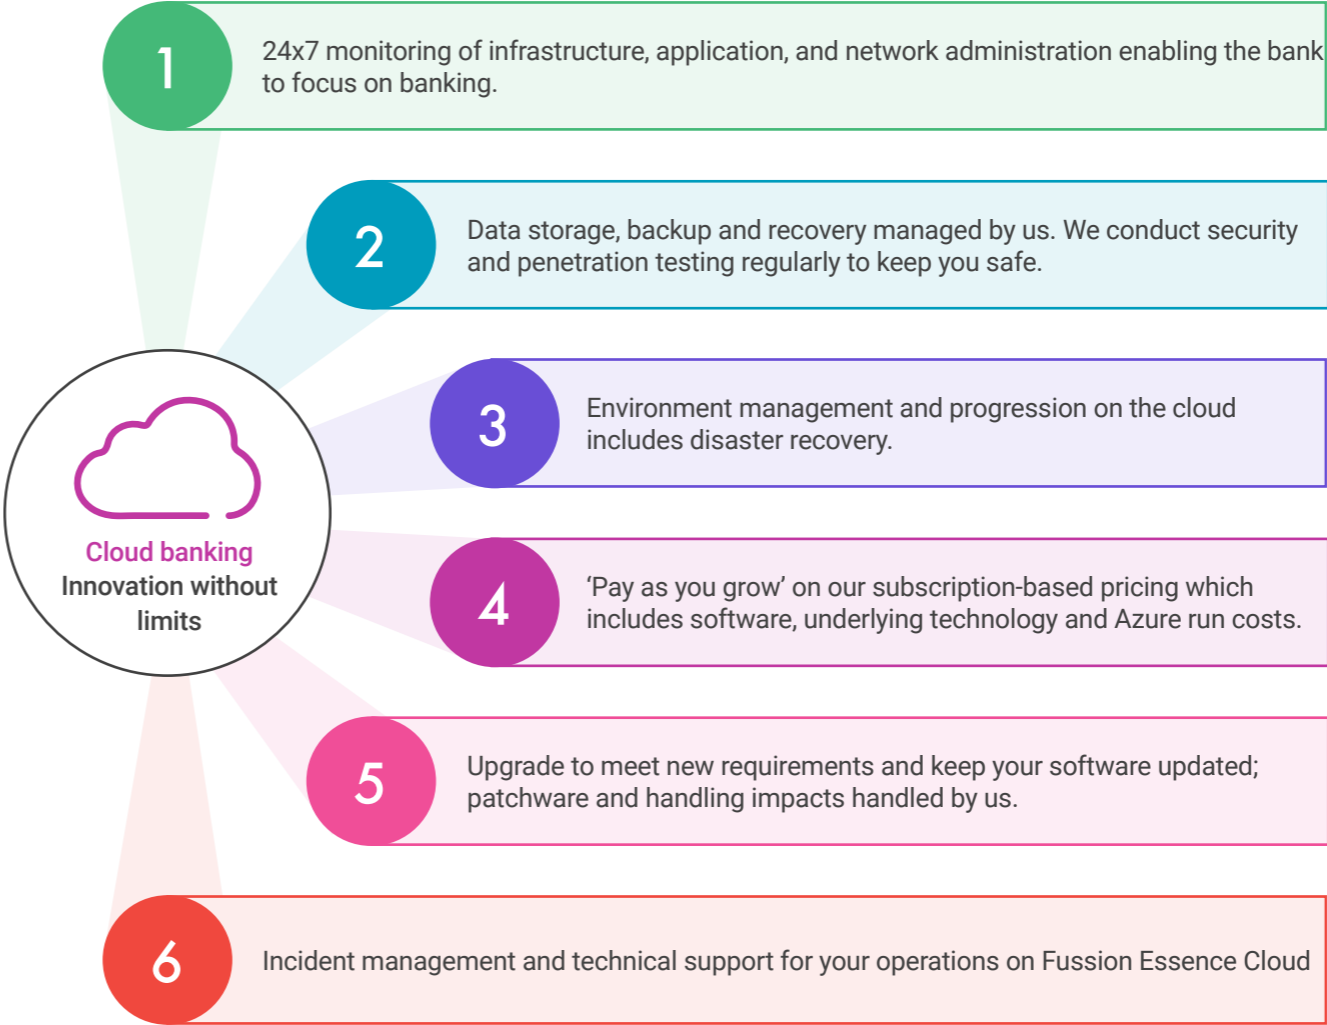 1
24x7 monitoring of infrastructure, application, and network administration enabling the bank
to focus on banking.
2
Data storage, backup and recovery managed by us. We conduct security
and penetration testing regularly to keep you safe.
3
Environment management and progression on the cloud
includes disaster recovery.
Cloud banking
Innovation without
limits
4
‘Pay as you grow’ on our subscription-based pricing which
includes software, underlying technology and Azure run costs.
5
Upgrade to meet new requirements and keep your software updated;
patchware and handling impacts handled by us.
6
Incident management and technical support for your operations on Fussion Essence Cloud